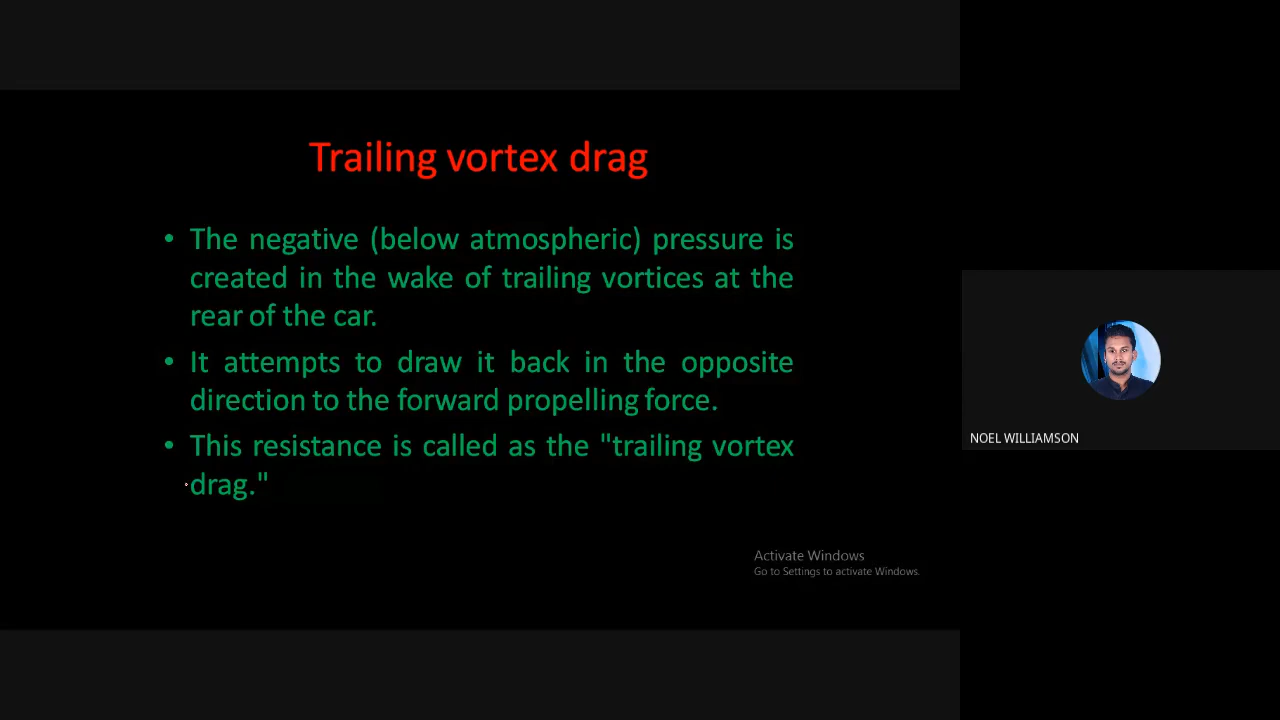 Trailing vortex drag
• The negative (below atmospheric) pressure is
created in the wake of trailing vortices at the
rear of the car.
• It attempts to draw it back in the opposite
direction to the forward propelling force.
• This resistance is called as the "trailing vortex
drag."
Activate Windows
Go to Settings to activate Windows.
NOEL WILLIAMSON